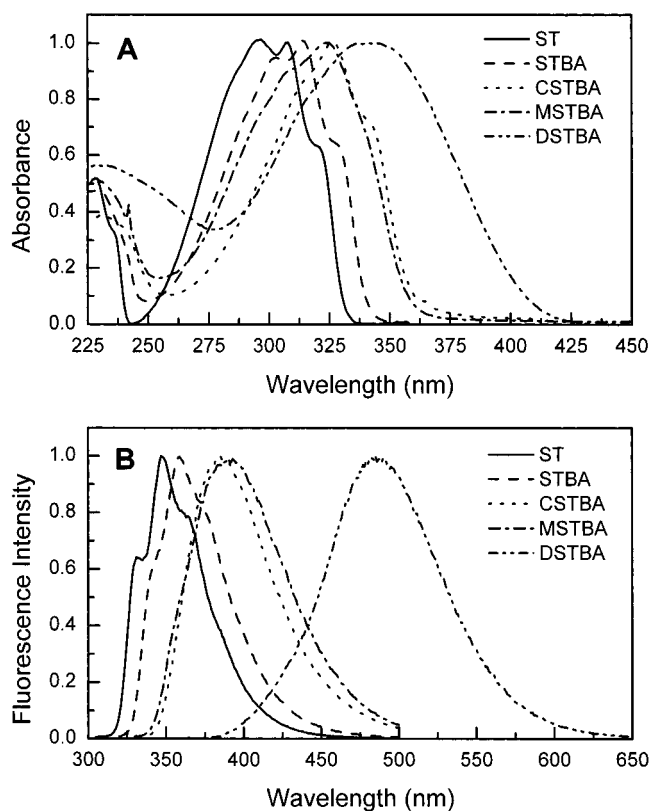 A
ST
STBA
CSTBA
MSTBA
DSTBA
Absorbance
1.0
0.8
0.6
0.4
0.2
0.0
225 250 275 300 325 350 375 400 425 450
Wavelength (nm)
B
ST
STBA
CSTBA
MSTBA
DSTBA
Fluorescence Intensity
1.0
0.8
0.6
0.4
0.2
0.0
300 350 400 450 500 550 600 650
Wavelength (nm)